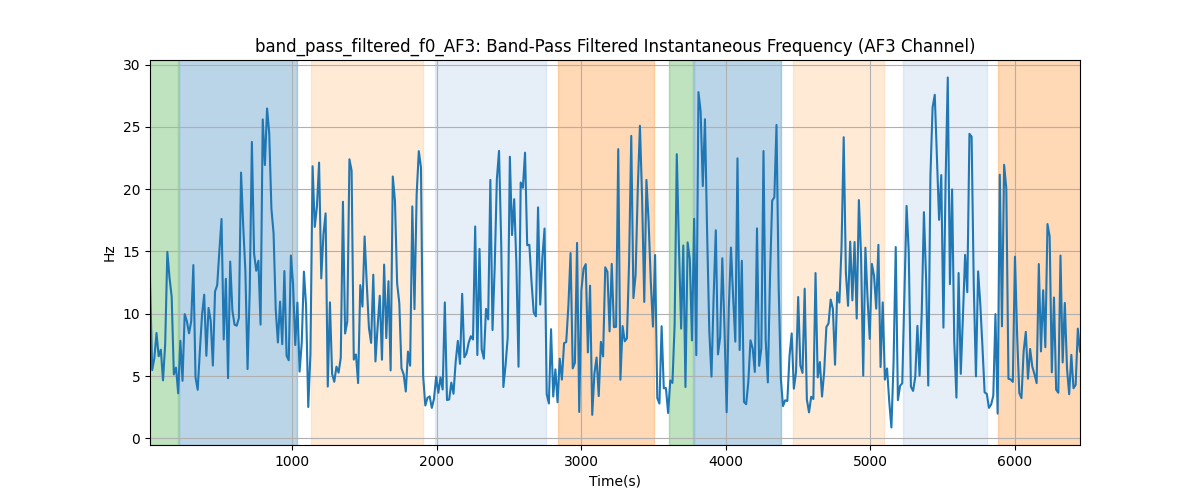 band_pass_filtered_f0_AF3: Band-Pass Filtered Instantaneous Frequency (AF3 Channel)
30
25
20
15
10
5
0
Hz
1000 2000 3000 4000 5000 6000
Time(s)